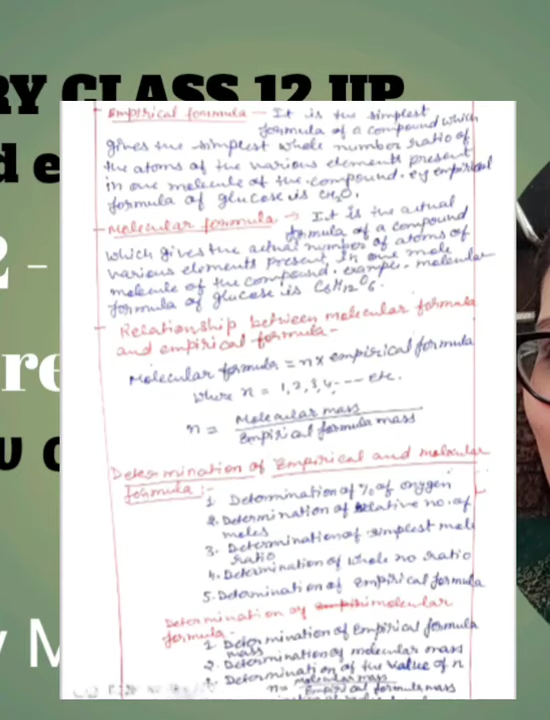 RY CLASS 12 UP
d e
2 -
re
U C
y M
Empirical formula — It is the simplest
formula of a compound which
gives the simplest whole number ratio of
the atoms of the various elements present
in one melecule of the compound. eg empirical
formula of glucose is CH2O.
Molecular formula → It is the actual
formula of a compound
which gives the actual number of atoms of
various elements present in one mole
melecule of the compound. example - molecular
formula of glucose is C6H12O6.
Relationship between molecular formula
and empirical formula -
Molecular formula = n x empirical formula
where n = 1,2,3,4, --- etc.
n = Molecular mass
Empirical formula mass
Determination of Empirical and molecular
formula :-
1. Determination of % of oxygen
2. Determination of relative no. of
moles
3. Determination of simplest mole
ratio
4. Determination of whole no ratio
5. Determination of Empirical formula
Determination of molecular
formula -
1. Determination of Empirical formula
mass
2. Determination of molecular mass
Determination of the value of n
n = molecular mass
Empirical formula mass